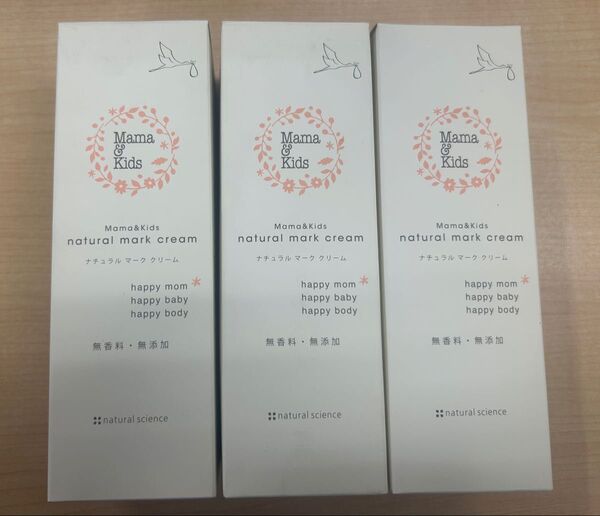 Mama
&
Kids
Mama&Kids
natural mark cream
ナチュラル マーク クリーム
happy mom
happy baby
happy body
無香料・無添加
natural science
Mama
&
Kids
Mama&Kids
natural mark cream
ナチュラル マーク クリーム
happy mom
happy baby
happy body
無香料・無添加
natural science
Mama
&
Kids
Mama&Kids
natural mark cream
ナチュラル マーク クリーム
happy mom
happy baby
happy body
無香料・無添加
natural science